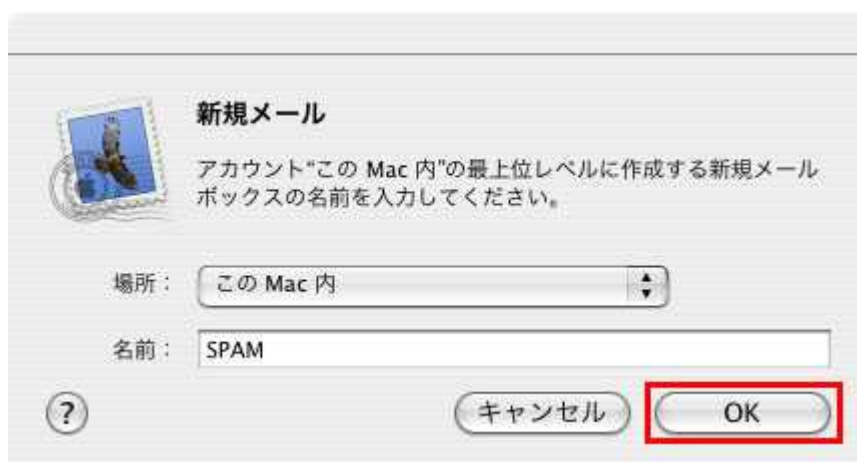 新規メール
アカウント“この Mac 内”の最上位レベルに作成する新規メール
ボックスの名前を入力してください。
場所： この Mac 内
名前： SPAM
? キャンセル OK